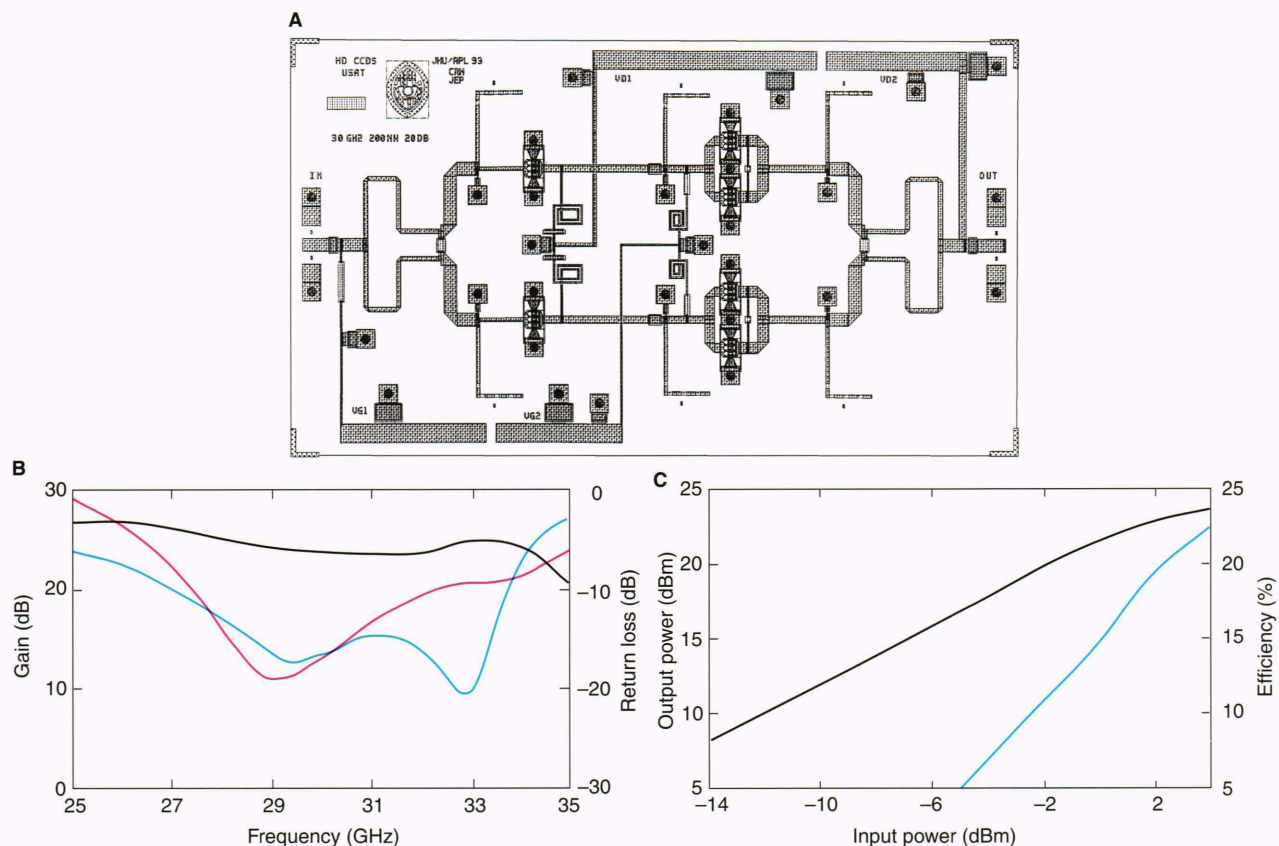 A
HD CCDS
USAT
JHU/APL 93
CRW
JEP
30 GHZ 200MW 20DB
VD1
VD2
IN
OUT
VG1
VG2
B
30
20
10
0
Gain (dB)
0
−10
−20
−30
Return loss (dB)
25
27
29
31
33
35
Frequency (GHz)
C
25
20
15
10
5
Output power (dBm)
25
20
15
10
5
Efficiency (%)
−14
−10
−6
−2
2
Input power (dBm)